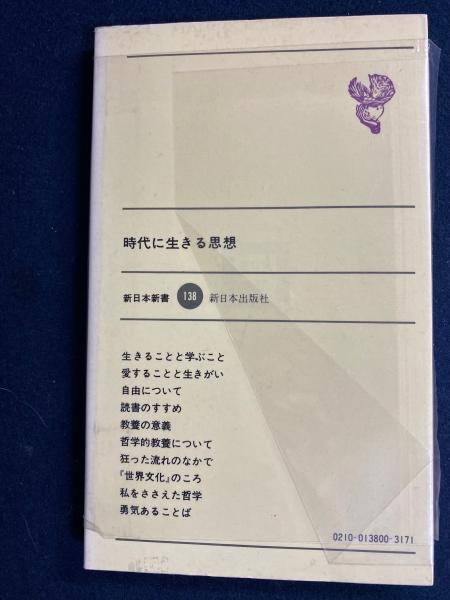 時代に生きる思想
新日本新書 138 新日本出版社
生きることと学ぶこと
愛することと生きがい
自由について
読書のすすめ
教養の意義
哲学的教養について
狂った流れのなかで
『世界文化』のころ
私をささえた哲学
勇気あることば
0210-013800-3171